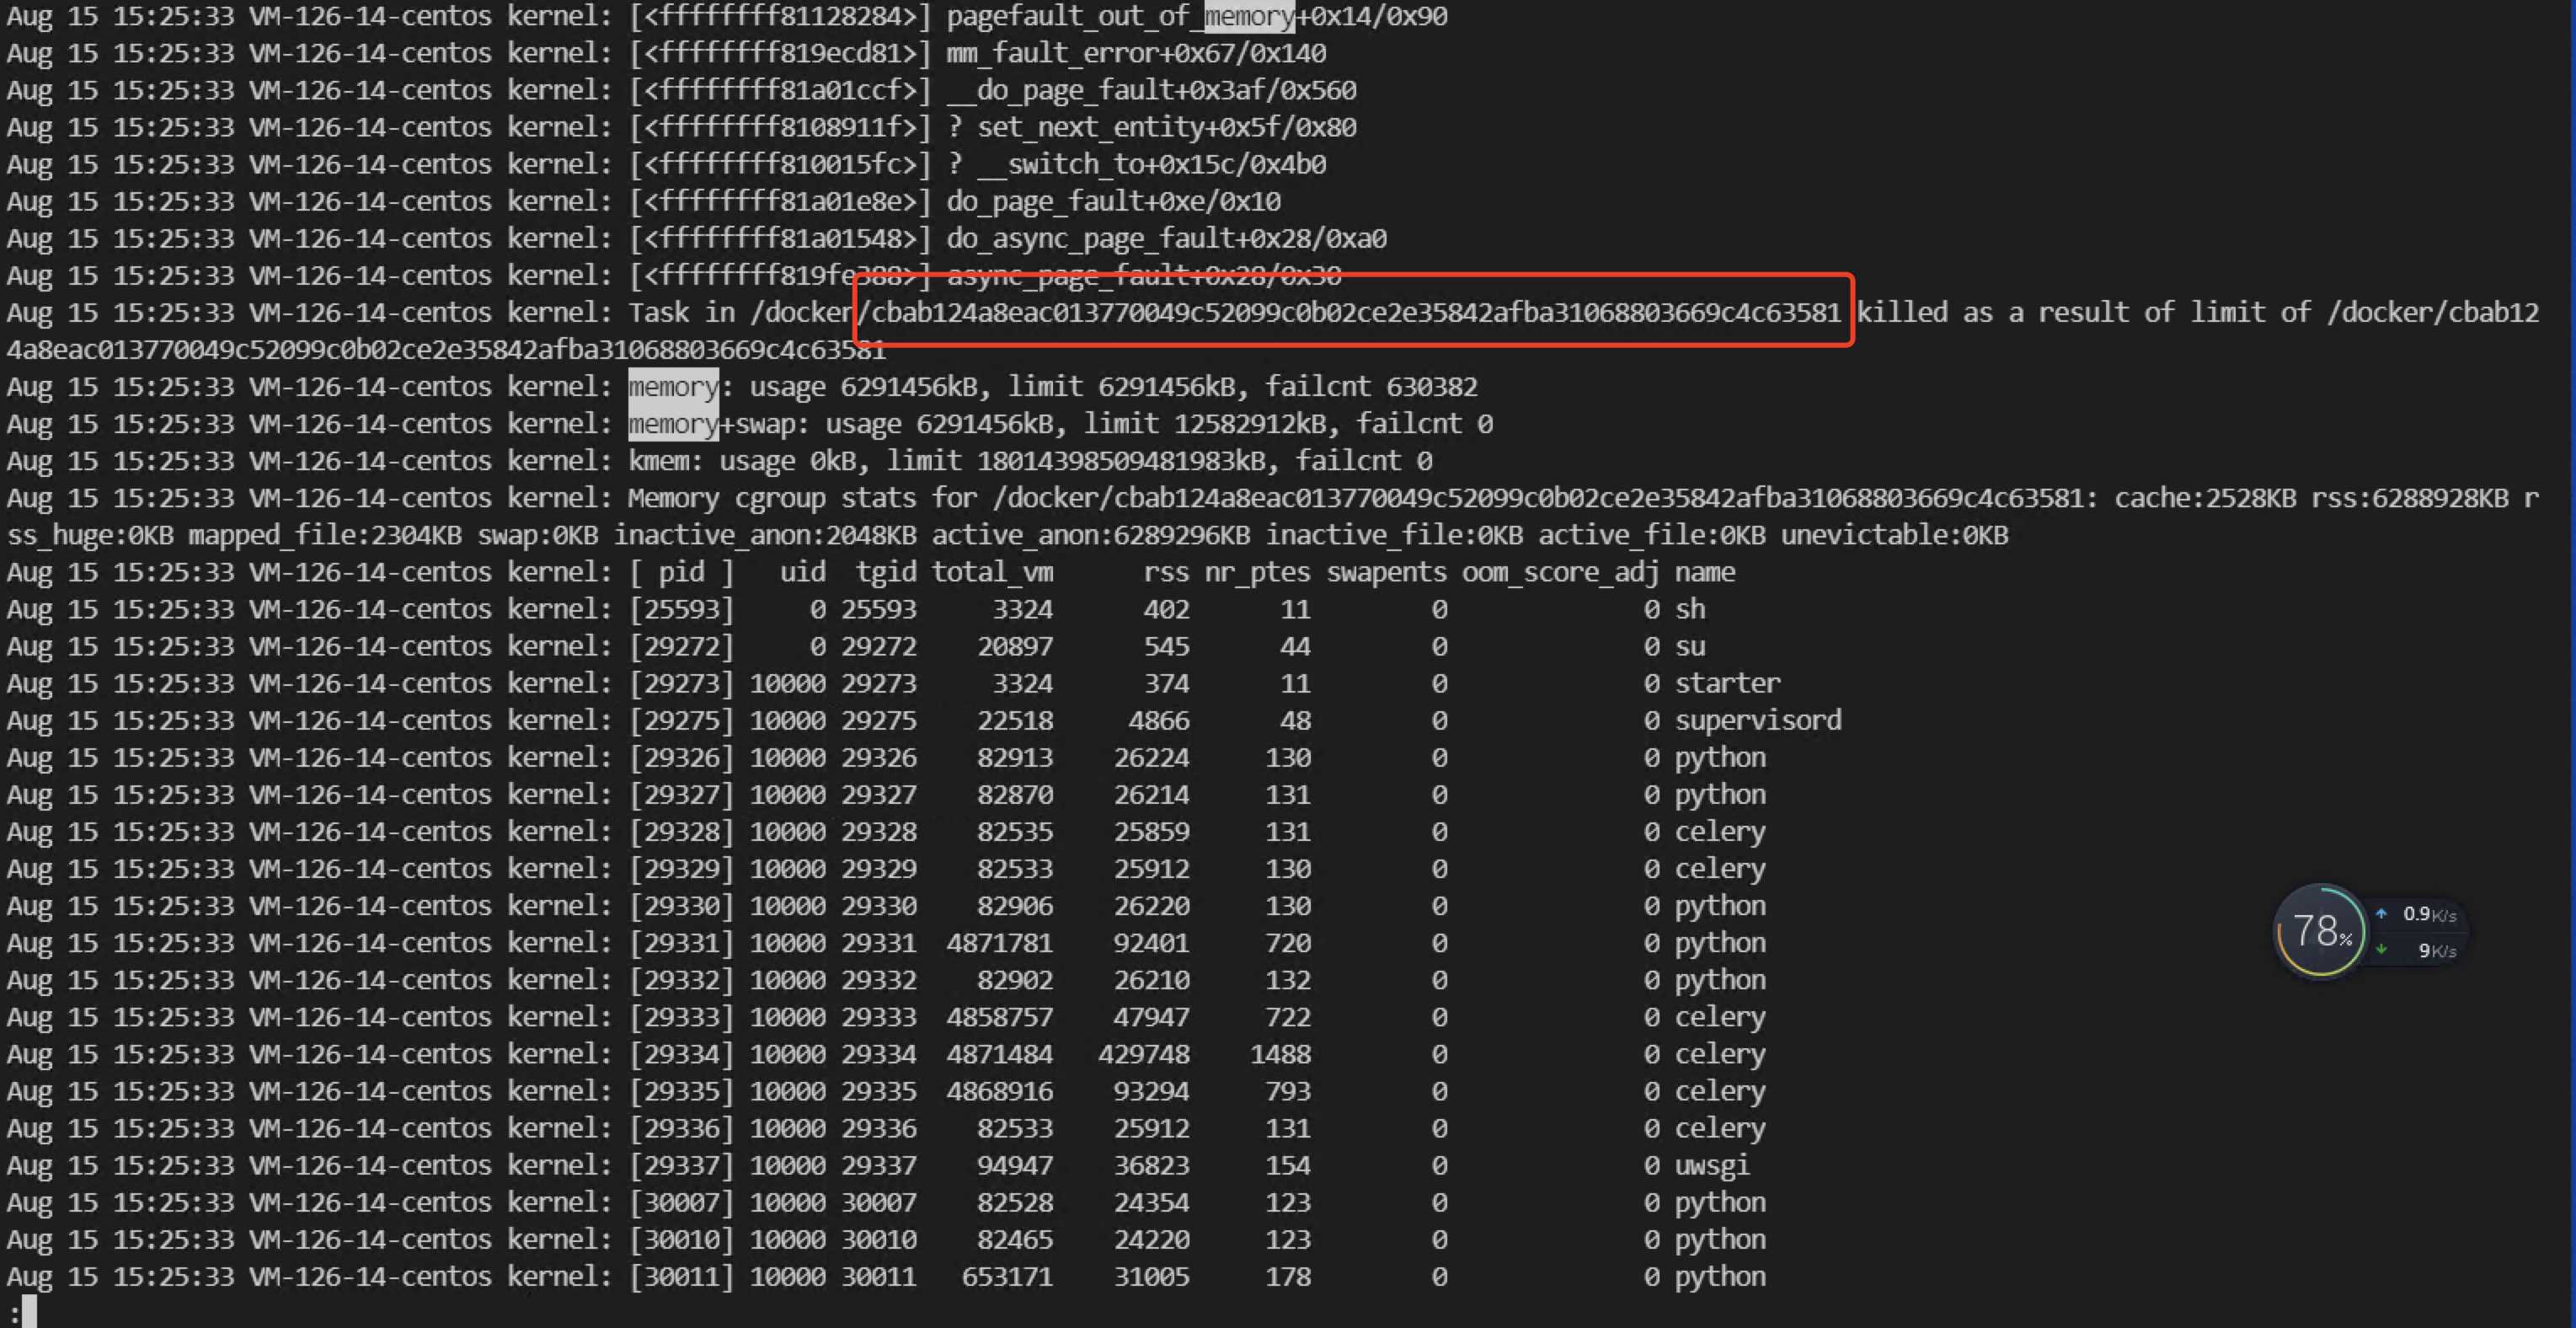 Aug 15 15:25:33 VM-126-14-centos kernel: [<ffffffff81128284>] pagefault_out_of_memory+0x14/0x90
Aug 15 15:25:33 VM-126-14-centos kernel: [<ffffffff819ecd81>] mm_fault_error+0x67/0x140
Aug 15 15:25:33 VM-126-14-centos kernel: [<ffffffff81a01ccf>] __do_page_fault+0x3af/0x560
Aug 15 15:25:33 VM-126-14-centos kernel: [<ffffffff8108911f>] ? set_next_entity+0x5f/0x80
Aug 15 15:25:33 VM-126-14-centos kernel: [<ffffffff810015fc>] ? __switch_to+0x15c/0x4b0
Aug 15 15:25:33 VM-126-14-centos kernel: [<ffffffff81a01e8e>] do_page_fault+0xe/0x10
Aug 15 15:25:33 VM-126-14-centos kernel: [<ffffffff81a01548>] do_async_page_fault+0x28/0xa0
Aug 15 15:25:33 VM-126-14-centos kernel: [<ffffffff819fe388>] async_page_fault+0x28/0x30
Aug 15 15:25:33 VM-126-14-centos kernel: Task in /docker/cbab124a8eac013770049c52099c0b02ce2e35842afba31068803669c4c63581 killed as a result of limit of /docker/cbab12
4a8eac013770049c52099c0b02ce2e35842afba31068803669c4c63581
Aug 15 15:25:33 VM-126-14-centos kernel: memory: usage 6291456kB, limit 6291456kB, failcnt 630382
Aug 15 15:25:33 VM-126-14-centos kernel: memory+swap: usage 6291456kB, limit 12582912kB, failcnt 0
Aug 15 15:25:33 VM-126-14-centos kernel: kmem: usage 0kB, limit 18014398509481983kB, failcnt 0
Aug 15 15:25:33 VM-126-14-centos kernel: Memory cgroup stats for /docker/cbab124a8eac013770049c52099c0b02ce2e35842afba31068803669c4c63581: cache:2528KB rss:6288928KB r
ss_huge:0KB mapped_file:2304KB swap:0KB inactive_anon:2048KB active_anon:6289296KB inactive_file:0KB active_file:0KB unevictable:0KB
Aug 15 15:25:33 VM-126-14-centos kernel: [ pid ]   uid  tgid total_vm      rss nr_ptes swapents oom_score_adj name
Aug 15 15:25:33 VM-126-14-centos kernel: [25593]     0 25593     3324      402      11        0             0 sh
Aug 15 15:25:33 VM-126-14-centos kernel: [29272]     0 29272    20897      545      44        0             0 su
Aug 15 15:25:33 VM-126-14-centos kernel: [29273] 10000 29273     3324      374      11        0             0 starter
Aug 15 15:25:33 VM-126-14-centos kernel: [29275] 10000 29275    22518     4866      48        0             0 supervisord
Aug 15 15:25:33 VM-126-14-centos kernel: [29326] 10000 29326    82913    26224     130        0             0 python
Aug 15 15:25:33 VM-126-14-centos kernel: [29327] 10000 29327    82870    26214     131        0             0 python
Aug 15 15:25:33 VM-126-14-centos kernel: [29328] 10000 29328    82535    25859     131        0             0 celery
Aug 15 15:25:33 VM-126-14-centos kernel: [29329] 10000 29329    82533    25912     130        0             0 celery
Aug 15 15:25:33 VM-126-14-centos kernel: [29330] 10000 29330    82906    26220     130        0             0 python
Aug 15 15:25:33 VM-126-14-centos kernel: [29331] 10000 29331  4871781    92401     720        0             0 python
Aug 15 15:25:33 VM-126-14-centos kernel: [29332] 10000 29332    82902    26210     132        0             0 python
Aug 15 15:25:33 VM-126-14-centos kernel: [29333] 10000 29333  4858757    47947     722        0             0 celery
Aug 15 15:25:33 VM-126-14-centos kernel: [29334] 10000 29334  4871484   429748    1488        0             0 celery
Aug 15 15:25:33 VM-126-14-centos kernel: [29335] 10000 29335  4868916    93294     793        0             0 celery
Aug 15 15:25:33 VM-126-14-centos kernel: [29336] 10000 29336    82533    25912     131        0             0 celery
Aug 15 15:25:33 VM-126-14-centos kernel: [29337] 10000 29337    94947    36823     154        0             0 uwsgi
Aug 15 15:25:33 VM-126-14-centos kernel: [30007] 10000 30007    82528    24354     123        0             0 python
Aug 15 15:25:33 VM-126-14-centos kernel: [30010] 10000 30010    82465    24220     123        0             0 python
Aug 15 15:25:33 VM-126-14-centos kernel: [30011] 10000 30011   653171    31005     178        0             0 python
:
78%
↑ 0.9K/s
↓ 9K/s